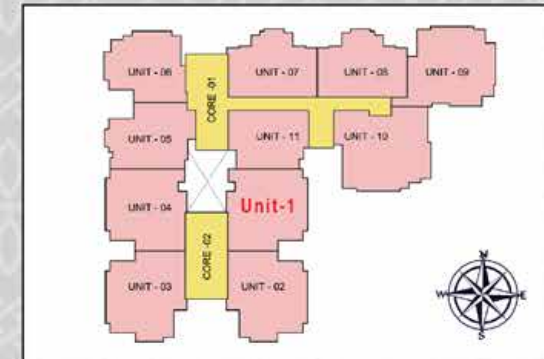 UNIT - 06
UNIT - 07
UNIT - 08
UNIT - 09
CORE -01
UNIT - 05
UNIT - 11
UNIT - 10
UNIT - 04
Unit-1
CORE -02
UNIT - 03
UNIT - 02
N
W
E
S